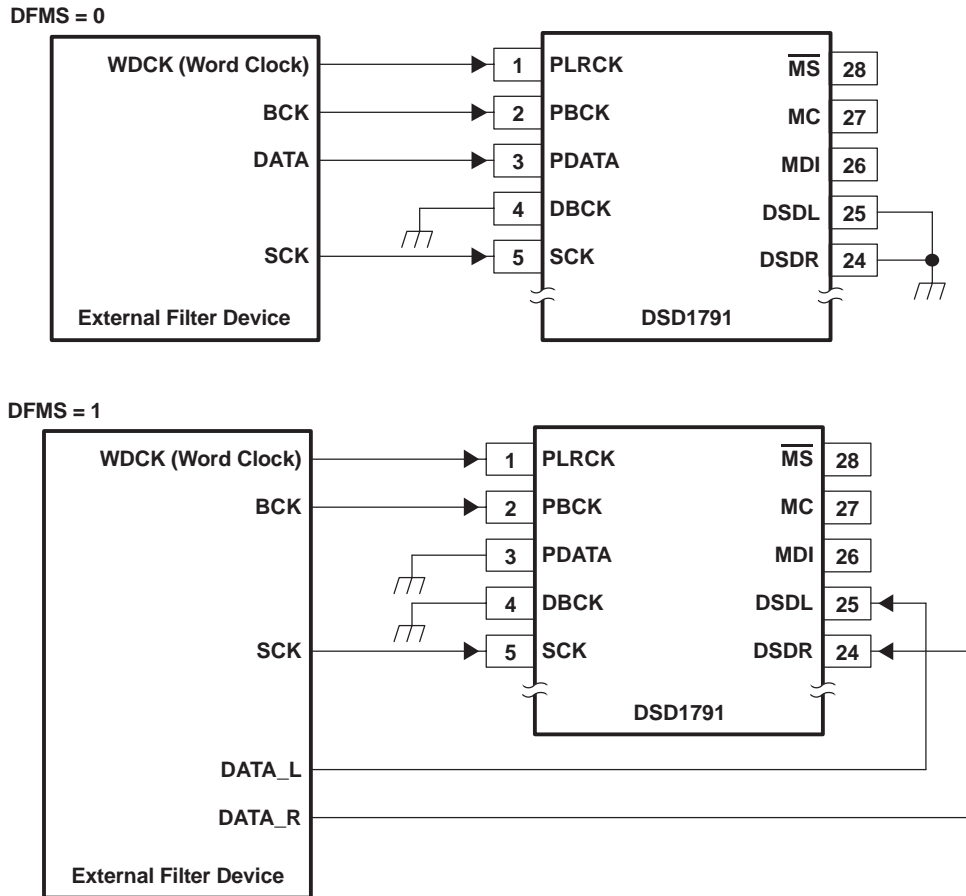 DFMS = 0
WDCK (Word Clock)
BCK
DATA
SCK
External Filter Device
1 PLRCK
2 PBCK
3 PDATA
4 DBCK
5 SCK
MS 28
MC 27
MDI 26
DSDL 25
DSDR 24
DSD1791
DFMS = 1
WDCK (Word Clock)
BCK
SCK
DATA_L
DATA_R
External Filter Device
1 PLRCK
2 PBCK
3 PDATA
4 DBCK
5 SCK
MS 28
MC 27
MDI 26
DSDL 25
DSDR 24
DSD1791